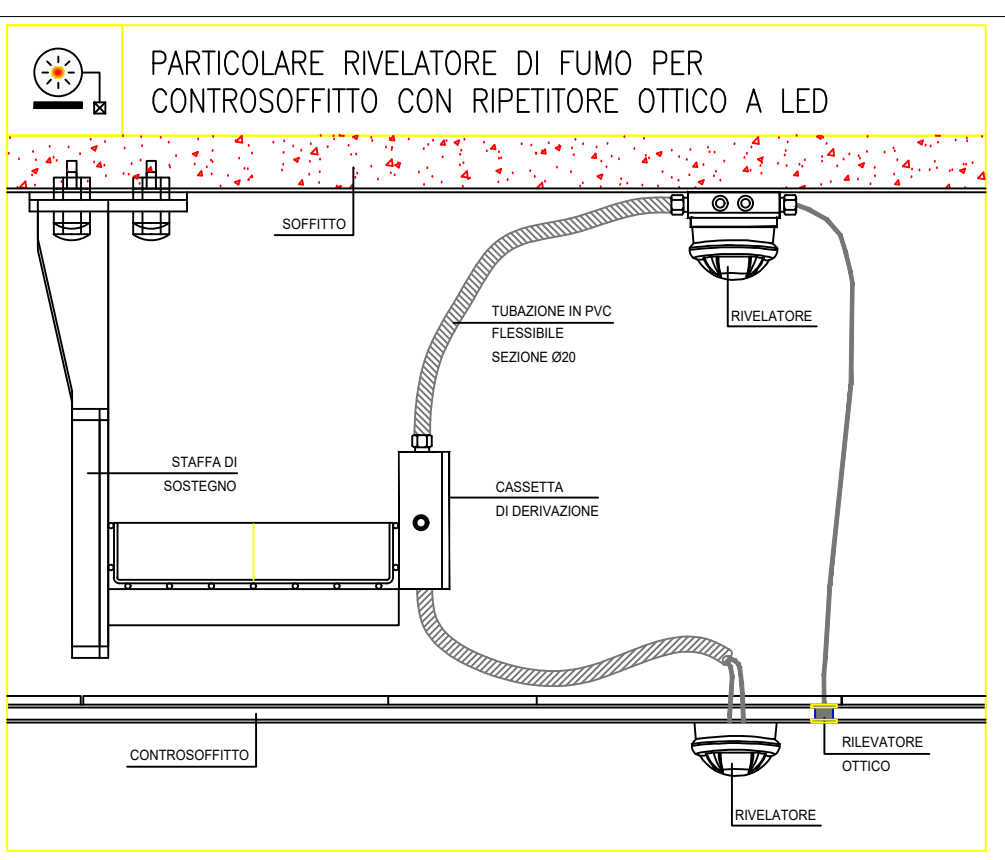 PARTICOLARE RIVELATORE DI FUMO PER
CONTROSOFFITTO CON RIPETITORE OTTICO A LED
SOFFITTO
TUBAZIONE IN PVC
FLESSIBILE
SEZIONE Ø20
RIVELATORE
STAFFA DI
SOSTEGNO
CASSETTA
DI DERIVAZIONE
CONTROSOFFITTO
RILEVATORE
OTTICO
RIVELATORE